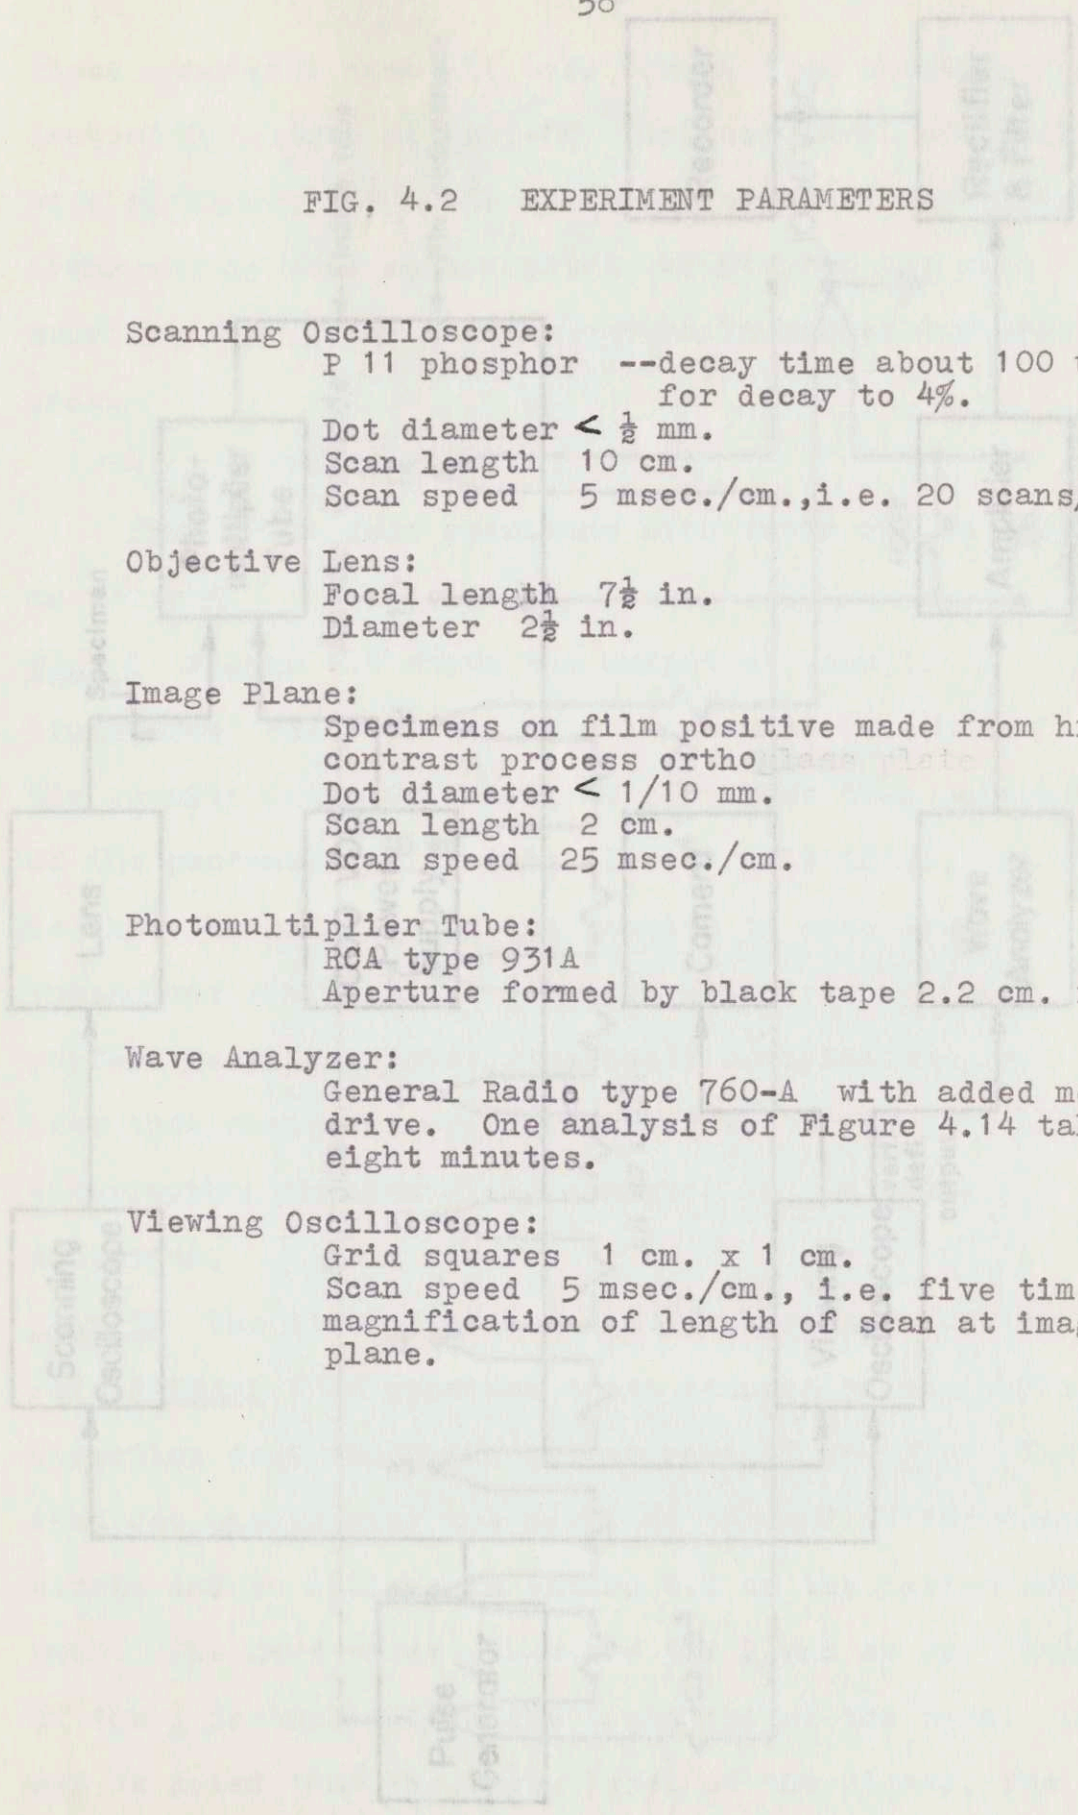 FIG. 4.2 EXPERIMENT PARAMETERS
Scanning Oscilloscope:
P 11 phosphor --decay time about 100
for decay to 4%.
Dot diameter < ½ mm.
Scan length 10 cm.
Scan speed 5 msec./cm.,i.e. 20 scans
Objective Lens:
Focal length 7½ in.
Diameter 2½ in.
Image Plane:
Specimens on film positive made from
contrast process ortho
Dot diameter < 1/10 mm.
Scan length 2 cm.
Scan speed 25 msec./cm.
Photomultiplier Tube:
RCA type 931A
Aperture formed by black tape 2.2 cm.
Wave Analyzer:
General Radio type 760-A with added
drive. One analysis of Figure 4.14
eight minutes.
Viewing Oscilloscope:
Grid squares 1 cm. x 1 cm.
Scan speed 5 msec./cm., i.e. five
magnification of length of scan at
plane.